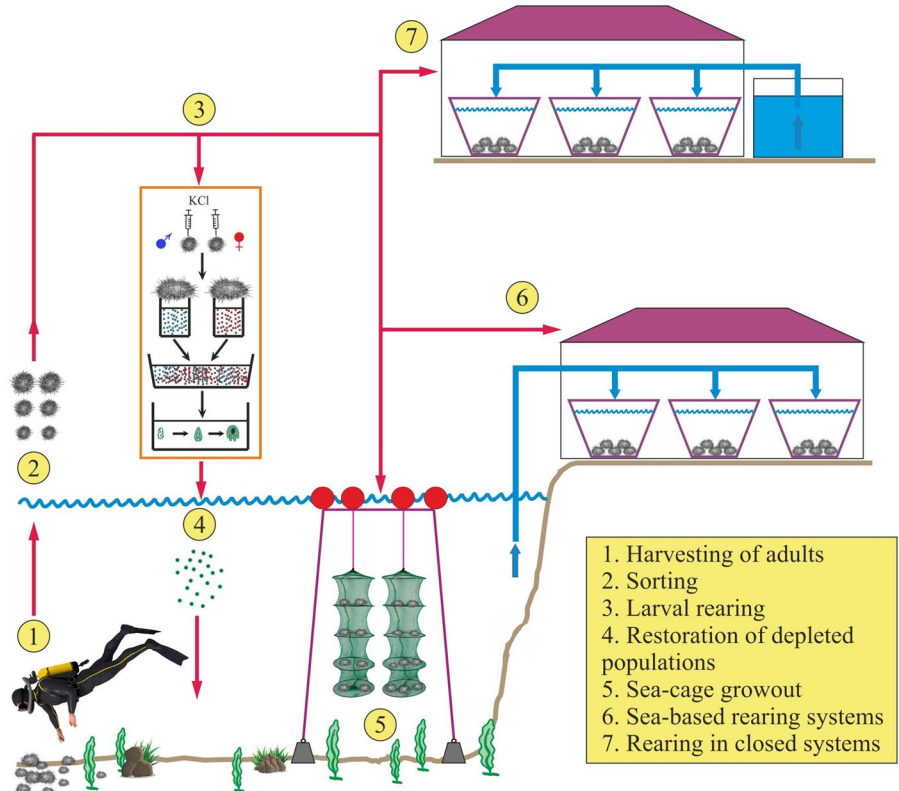 7
3
KCl
6
2
4
1
5
1. Harvesting of adults
2. Sorting
3. Larval rearing
4. Restoration of depleted
populations
5. Sea-cage growout
6. Sea-based rearing systems
7. Rearing in closed systems